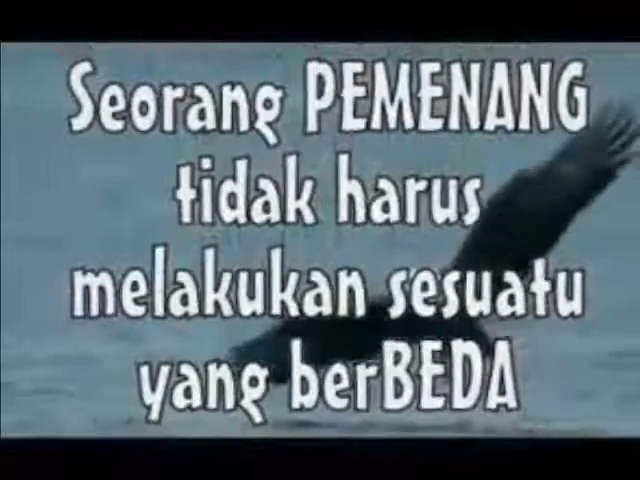 Seorang PEMENANG
tidak harus
melakukan sesuatu
yang berBEDA